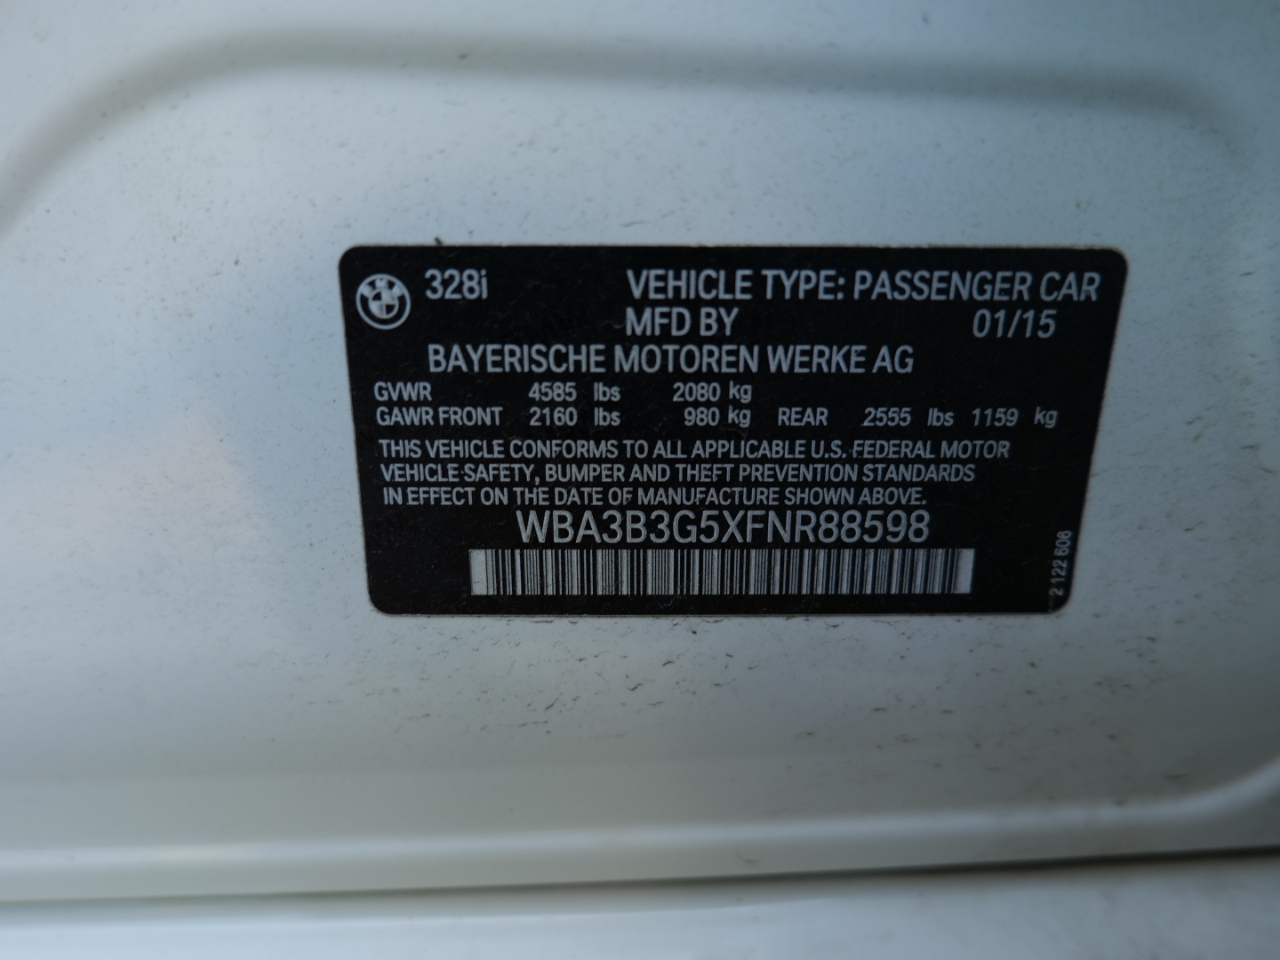 328i VEHICLE TYPE: PASSENGER CAR
MFD BY 01/15
BAYERISCHE MOTOREN WERKE AG
GVWR 4585 lbs 2080 kg
GAWR FRONT 2160 lbs 980 kg REAR 2555 lbs 1159 kg
THIS VEHICLE CONFORMS TO ALL APPLICABLE U.S. FEDERAL MOTOR
VEHICLE SAFETY, BUMPER AND THEFT PREVENTION STANDARDS
IN EFFECT ON THE DATE OF MANUFACTURE SHOWN ABOVE.
WBA3B3G5XFNR88598
2 122 606